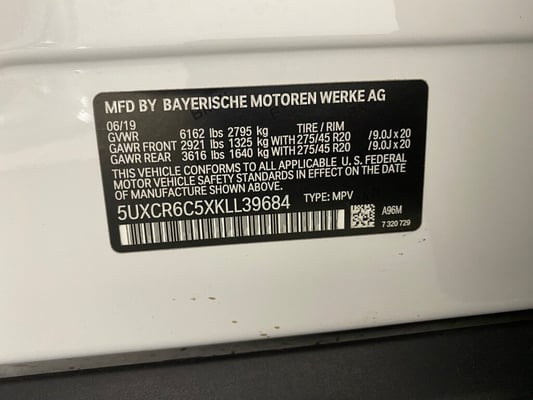 MFD BY BAYERISCHE MOTOREN WERKE AG
06/19 TIRE / RIM
GVWR 6162 lbs 2795 kg
GAWR FRONT 2921 lbs 1325 kg WITH 275/45 R20 /9.0J x 20
GAWR REAR 3616 lbs 1640 kg WITH 275/45 R20 /9.0J x 20
THIS VEHICLE CONFORMS TO ALL APPLICABLE U.S. FEDERAL
MOTOR VEHICLE SAFETY STANDARDS IN EFFECT ON THE DATE
OF MANUFACTURE SHOWN ABOVE.
5UXCR6C5XKLL39684 TYPE: MPV
A96M
7 320 729